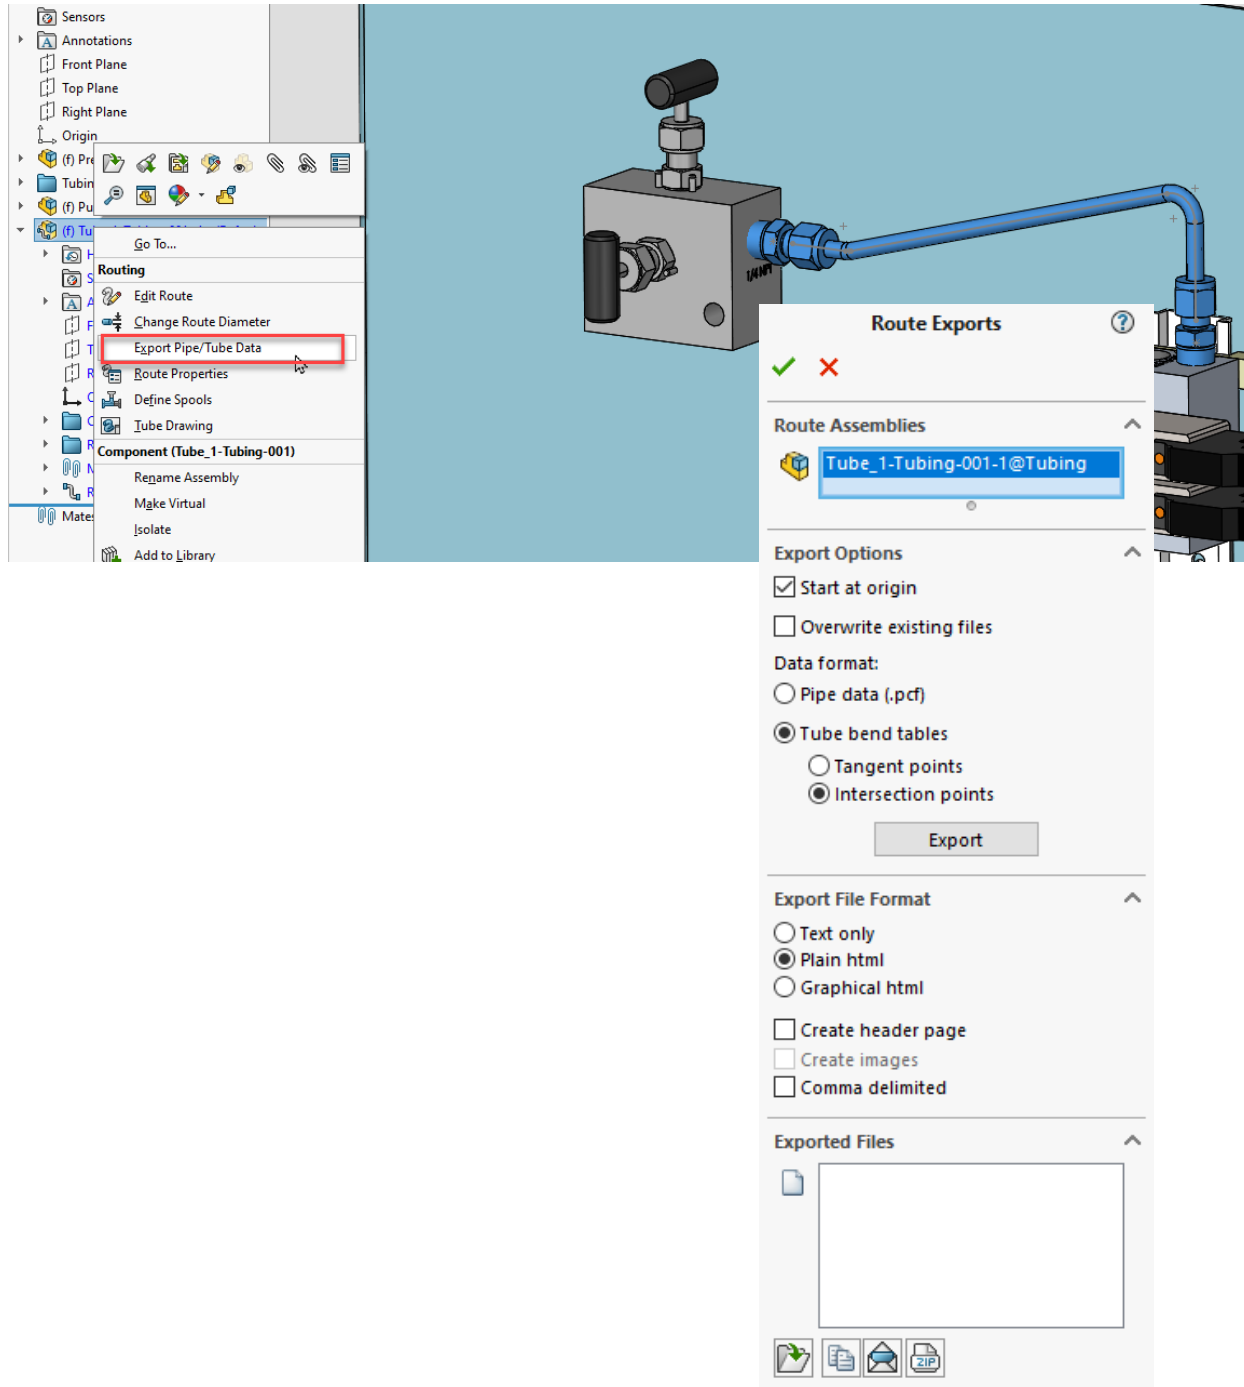 Sensors
Annotations
Front Plane
Top Plane
Right Plane
Origin
(f) Pre
Tubin
(f) Pu
(f) Tu
Go To...
Routing
Edit Route
Change Route Diameter
Export Pipe/Tube Data
Route Properties
Define Spools
Tube Drawing
Component (Tube_1-Tubing-001)
Rename Assembly
Make Virtual
Isolate
Add to Library
H
S
A
F
T
R
C
R
N
R
Mates
1/4 NPT
Route Exports
Route Assemblies
Tube_1-Tubing-001-1@Tubing
Export Options
Start at origin
Overwrite existing files
Data format:
Pipe data (.pcf)
Tube bend tables
Tangent points
Intersection points
Export
Export File Format
Text only
Plain html
Graphical html
Create header page
Create images
Comma delimited
Exported Files
ZIP